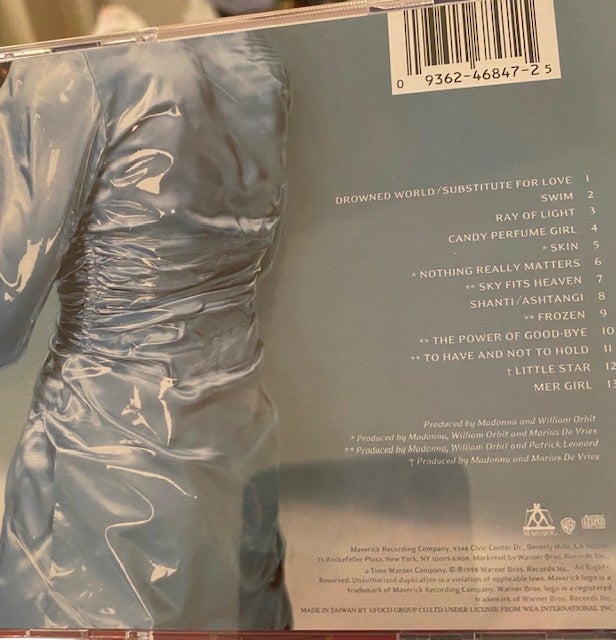 0 9362-46847-2 5
DROWNED WORLD/SUBSTITUTE FOR LOVE 1
SWIM 2
RAY OF LIGHT 3
CANDY PERFUME GIRL 4
* SKIN 5
* NOTHING REALLY MATTERS 6
** SKY FITS HEAVEN 7
SHANTI/ASHTANGI 8
** FROZEN 9
** THE POWER OF GOOD-BYE 10
** TO HAVE AND NOT TO HOLD 11
† LITTLE STAR 12
MER GIRL 13
Produced by Madonna and William Orbit
* Produced by Madonna, William Orbit and Marius De Vries
** Produced by Madonna, William Orbit and Patrick Leonard
† Produced by Madonna and Marius De Vries
MAVERICK
Maverick Recording Company, 9348 Civic Center Dr., Beverly Hills, CA 90210.
75 Rockefeller Plaza, New York, NY 10019-6908. Marketed by Warner Bros. Records Inc.,
a Time Warner Company. © ℗ 1998 Warner Bros. Records Inc. All Rights
Reserved. Unauthorized duplication is a violation of applicable laws. Maverick logo is a
trademark of Maverick Recording Company. Warner Bros. logo is a registered
trademark of Warner Bros. Records Inc.
MADE IN TAIWAN BY UFOCO GROUP CO.LTD UNDER LICENSE FROM WEA INTERNATIONAL INC.